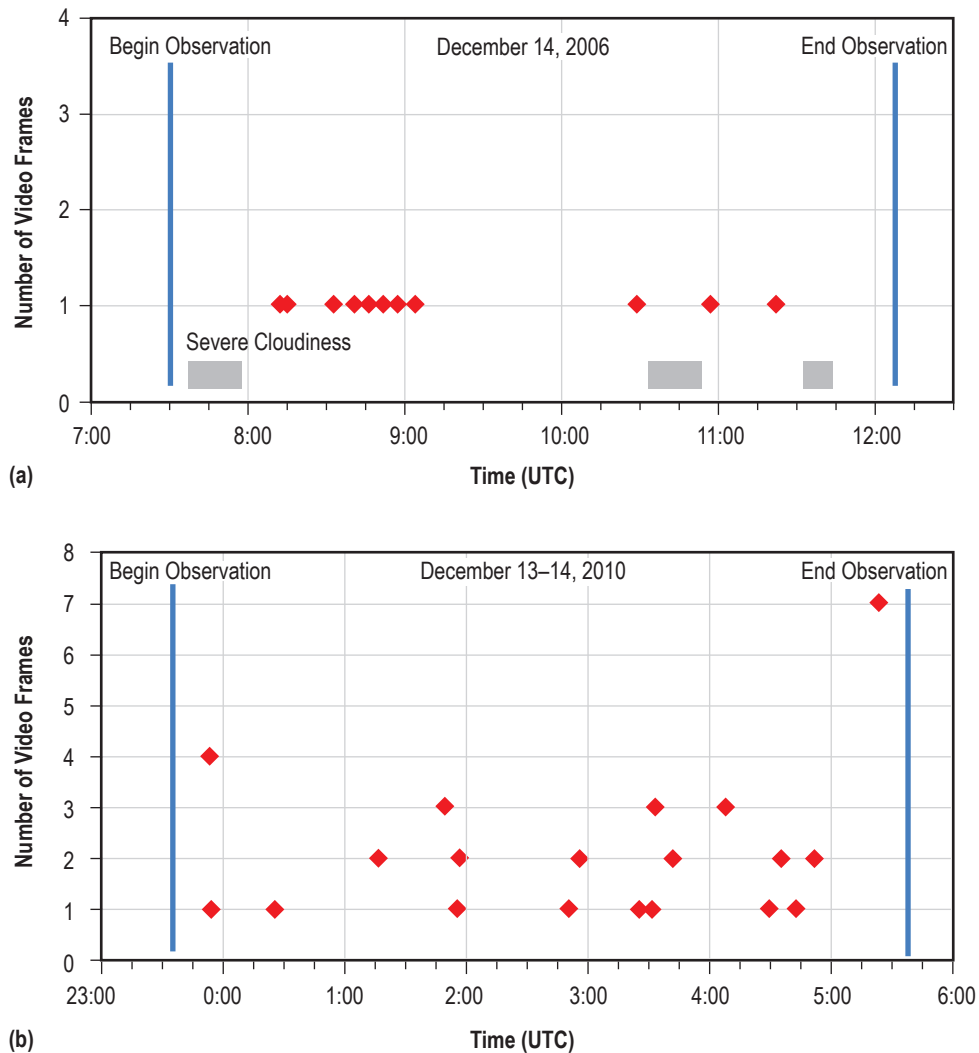 4
Begin Observation December 14, 2006 End Observation
3
Number of Video Frames
2
1
Severe Cloudiness
0
7:00 8:00 9:00 10:00 11:00 12:00
(a) Time (UTC)
8
Begin Observation December 13–14, 2010 End Observation
7
6
5
Number of Video Frames
4
3
2
1
0
23:00 0:00 1:00 2:00 3:00 4:00 5:00 6:00
(b) Time (UTC)